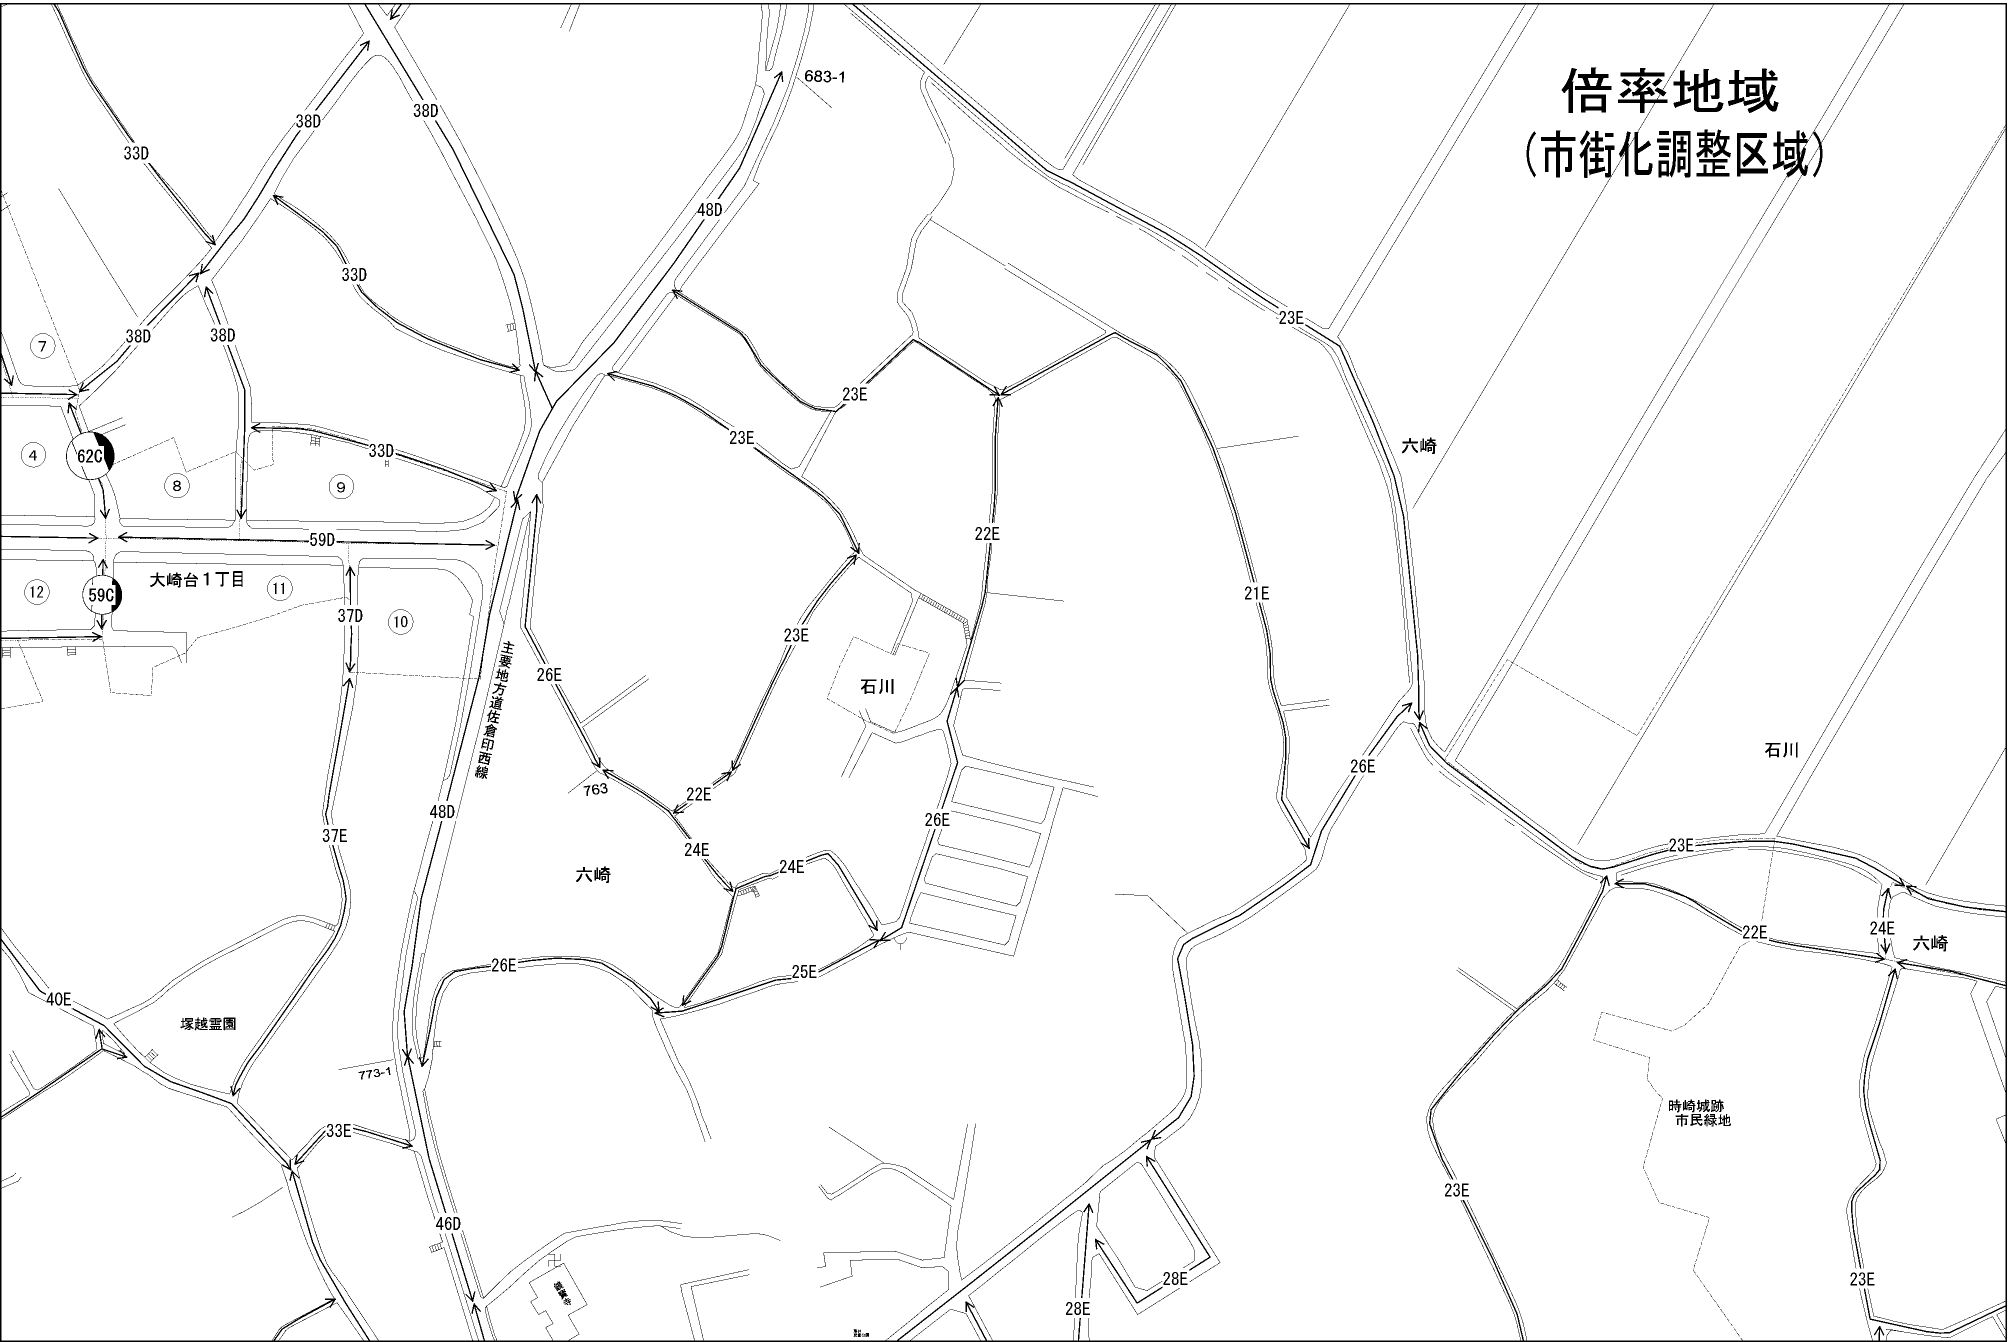 倍率地域
(市街化調整区域)
683-1
38D
38D
33D
48D
33D
23E
38D
38D
7
23E
23E
六崎
33D
4
62C
8
9
22E
59D
大崎台1丁目
12
59C
11
37D
10
21E
23E
主要地方道佐倉印西線
26E
石川
石川
26E
763
22E
48D
26E
37E
24E
23E
24E
六崎
22E
24E
六崎
26E
25E
40E
塚越霊園
773-1
時崎城跡
市民緑地
33E
23E
46D
28E
23E
28E